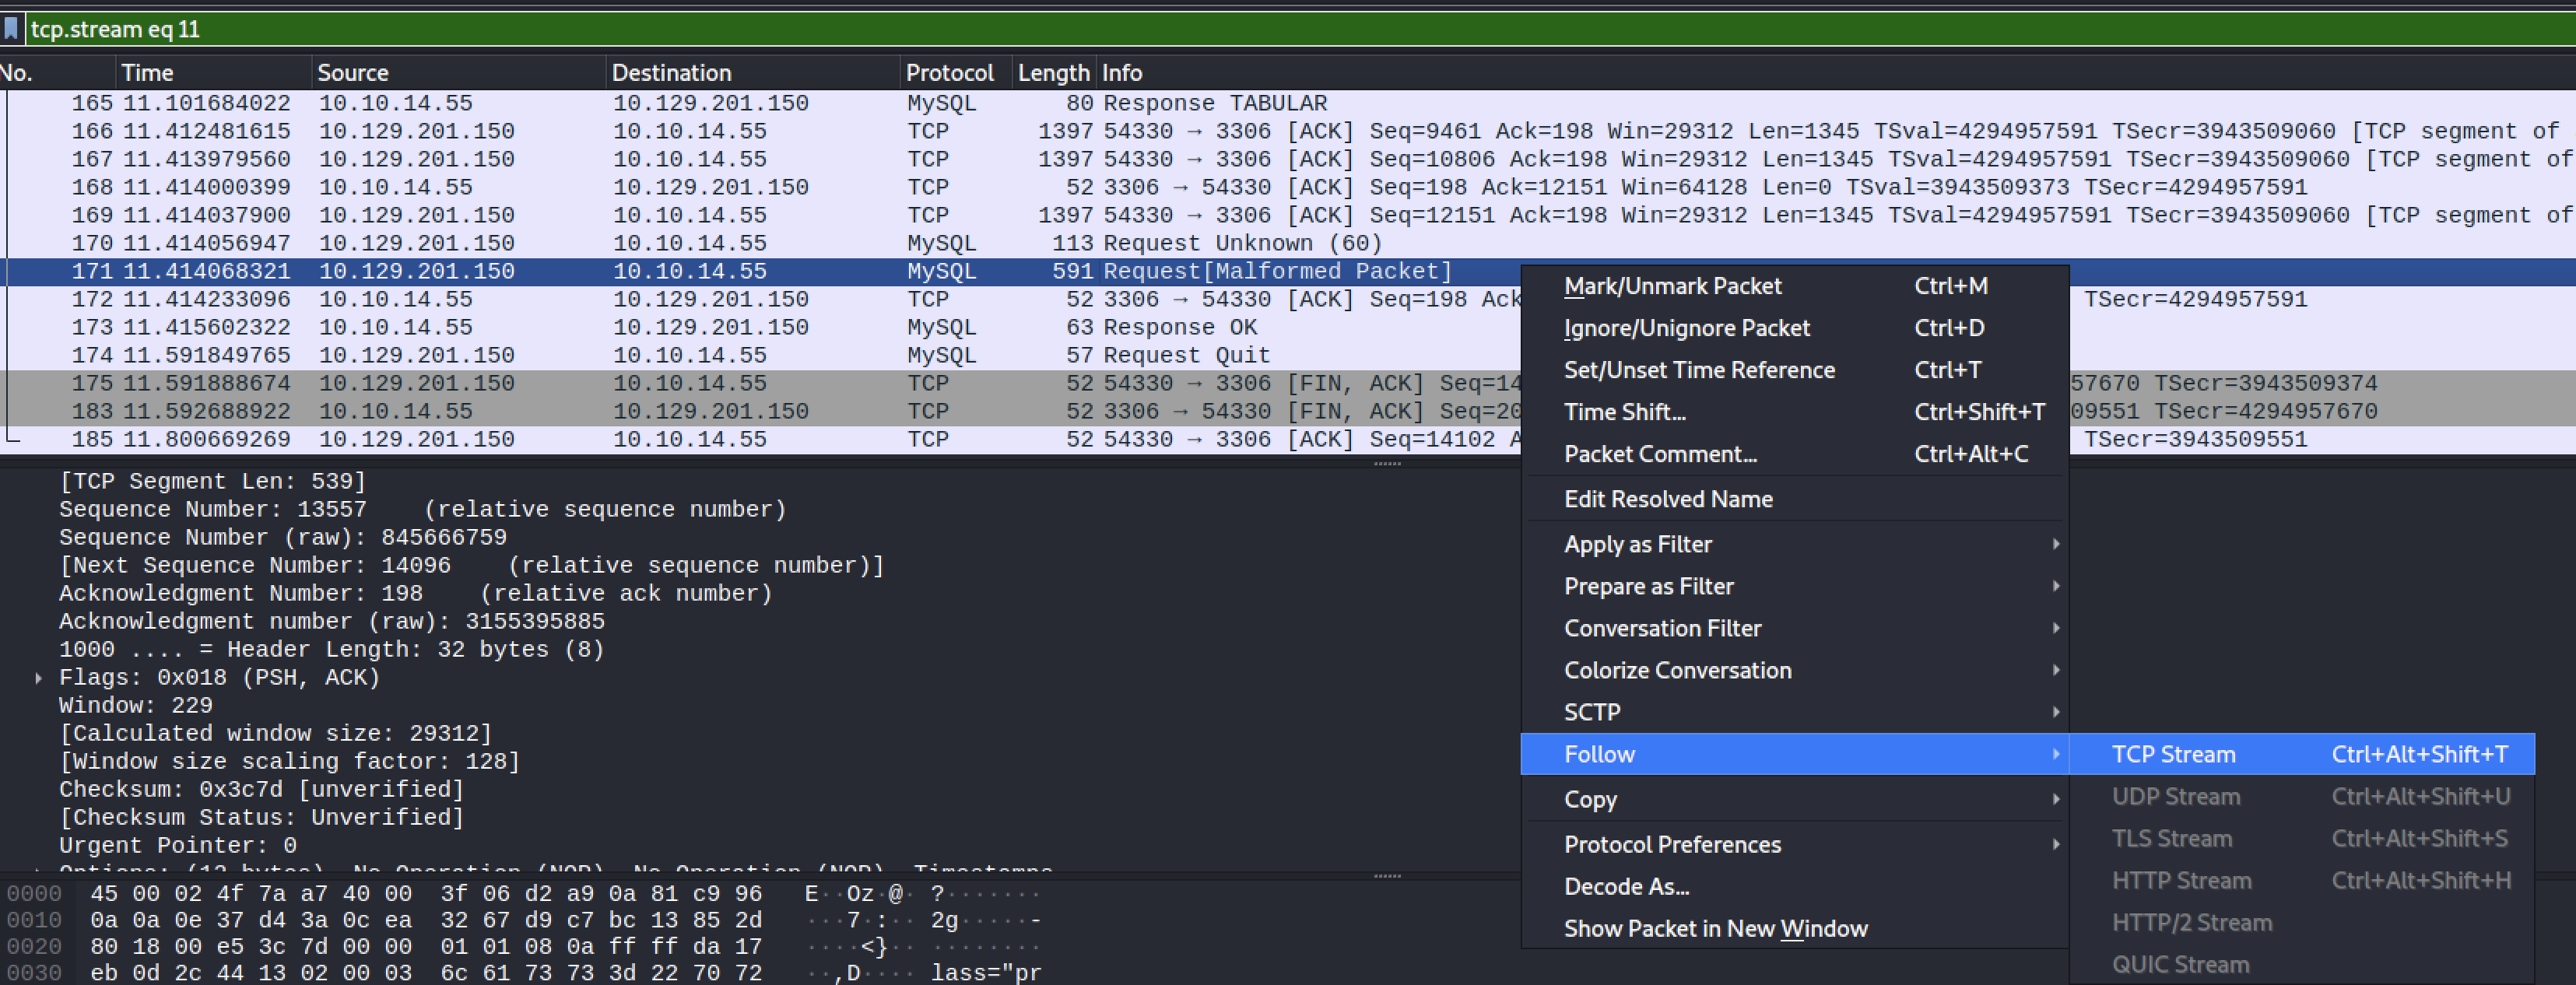 tcp.stream eq 11
No. Time Source Destination Protocol Length Info
165 11.101684022 10.10.14.55 10.129.201.150 MySQL 80 Response TABULAR
166 11.412481615 10.129.201.150 10.10.14.55 TCP 1397 54330 → 3306 [ACK] Seq=9461 Ack=198 Win=29312 Len=1345 TSval=4294957591 TSecr=3943509060 [TCP segment of
167 11.413979560 10.129.201.150 10.10.14.55 TCP 1397 54330 → 3306 [ACK] Seq=10806 Ack=198 Win=29312 Len=1345 TSval=4294957591 TSecr=3943509060 [TCP segment of
168 11.414000399 10.10.14.55 10.129.201.150 TCP 52 3306 → 54330 [ACK] Seq=198 Ack=12151 Win=64128 Len=0 TSval=3943509373 TSecr=4294957591
169 11.414037900 10.129.201.150 10.10.14.55 TCP 1397 54330 → 3306 [ACK] Seq=12151 Ack=198 Win=29312 Len=1345 TSval=4294957591 TSecr=3943509060 [TCP segment of
170 11.414056947 10.129.201.150 10.10.14.55 MySQL 113 Request Unknown (60)
171 11.414068321 10.129.201.150 10.10.14.55 MySQL 591 Request[Malformed Packet]
172 11.414233096 10.10.14.55 10.129.201.150 TCP 52 3306 → 54330 [ACK] Seq=198 Ack TSecr=4294957591
173 11.415602322 10.10.14.55 10.129.201.150 MySQL 63 Response OK
174 11.591849765 10.129.201.150 10.10.14.55 MySQL 57 Request Quit
175 11.591888674 10.129.201.150 10.10.14.55 TCP 52 54330 → 3306 [FIN, ACK] Seq=14 57670 TSecr=3943509374
183 11.592688922 10.10.14.55 10.129.201.150 TCP 52 3306 → 54330 [FIN, ACK] Seq=20 09551 TSecr=4294957670
185 11.800669269 10.129.201.150 10.10.14.55 TCP 52 54330 → 3306 [ACK] Seq=14102 A TSecr=3943509551
Mark/Unmark Packet Ctrl+M
Ignore/Unignore Packet Ctrl+D
Set/Unset Time Reference Ctrl+T
Time Shift... Ctrl+Shift+T
Packet Comment... Ctrl+Alt+C
Edit Resolved Name
Apply as Filter
Prepare as Filter
Conversation Filter
Colorize Conversation
SCTP
Follow
Copy
Protocol Preferences
Decode As...
Show Packet in New Window
TCP Stream Ctrl+Alt+Shift+T
UDP Stream Ctrl+Alt+Shift+U
TLS Stream Ctrl+Alt+Shift+S
HTTP Stream Ctrl+Alt+Shift+H
HTTP/2 Stream
QUIC Stream
[TCP Segment Len: 539]
Sequence Number: 13557 (relative sequence number)
Sequence Number (raw): 845666759
[Next Sequence Number: 14096 (relative sequence number)]
Acknowledgment Number: 198 (relative ack number)
Acknowledgment number (raw): 3155395885
1000 .... = Header Length: 32 bytes (8)
Flags: 0x018 (PSH, ACK)
Window: 229
[Calculated window size: 29312]
[Window size scaling factor: 128]
Checksum: 0x3c7d [unverified]
[Checksum Status: Unverified]
Urgent Pointer: 0
Options: (12 bytes), No-Operation (NOP), No-Operation (NOP), Timestamps
0000 45 00 02 4f 7a a7 40 00 3f 06 d2 a9 0a 81 c9 96 E··Oz·@· ?·······
0010 0a 0a 0e 37 d4 3a 0c ea 32 67 d9 c7 bc 13 85 2d ···7·:·· 2g·····-
0020 80 18 00 e5 3c 7d 00 00 01 01 08 0a ff ff da 17 ····<}·· ········
0030 eb 0d 2c 44 13 02 00 03 6c 61 73 73 3d 22 70 72 ··,D···· lass="pr